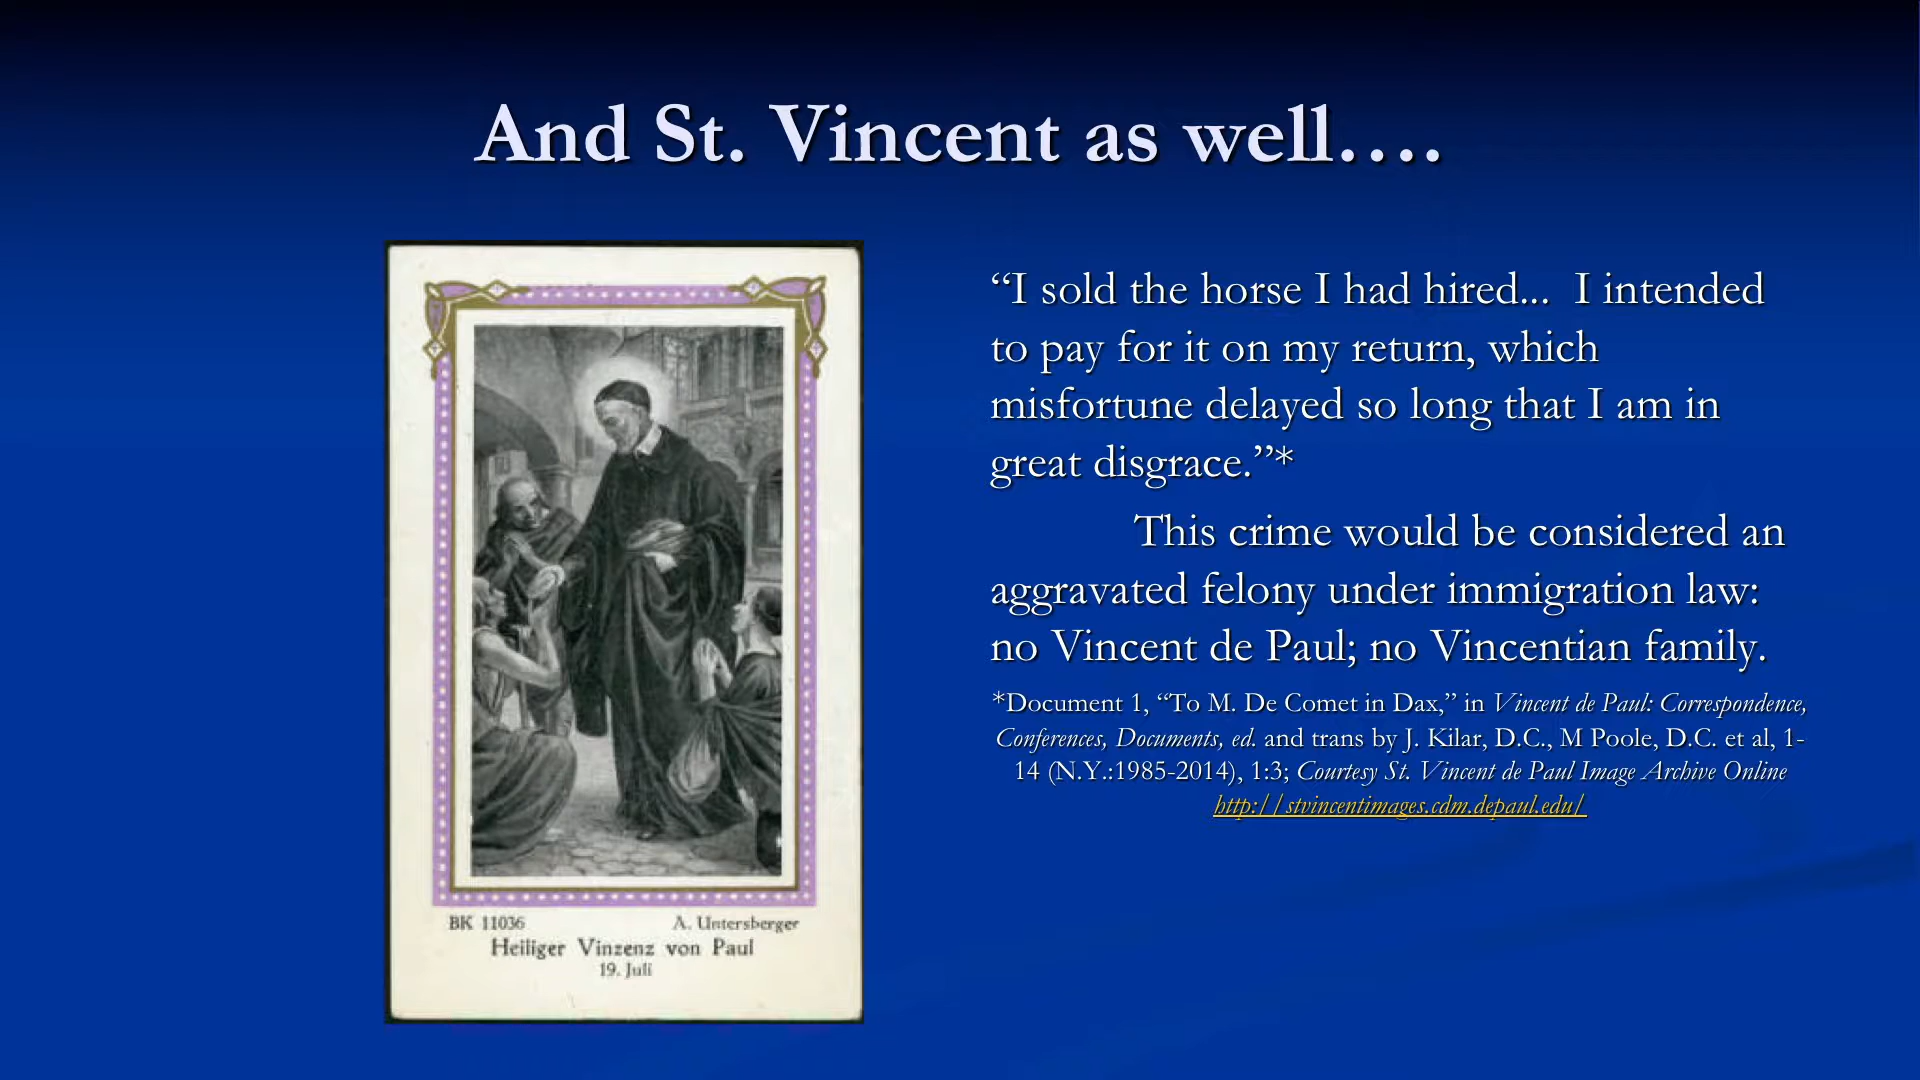 And St. Vincent as well….
“I sold the horse I had hired... I intended
to pay for it on my return, which
misfortune delayed so long that I am in
great disgrace.”*
This crime would be considered an
aggravated felony under immigration law:
no Vincent de Paul; no Vincentian family.
*Document 1, “To M. De Comet in Dax,” in Vincent de Paul: Correspondence,
Conferences, Documents, ed. and trans by J. Kilar, D.C., M Poole, D.C. et al, 1-
14 (N.Y.:1985-2014), 1:3; Courtesy St. Vincent de Paul Image Archive Online
http://stvincentimages.cdm.depaul.edu/
BK 11036 A. Untersberger
Heiliger Vinzenz von Paul
19. Juli